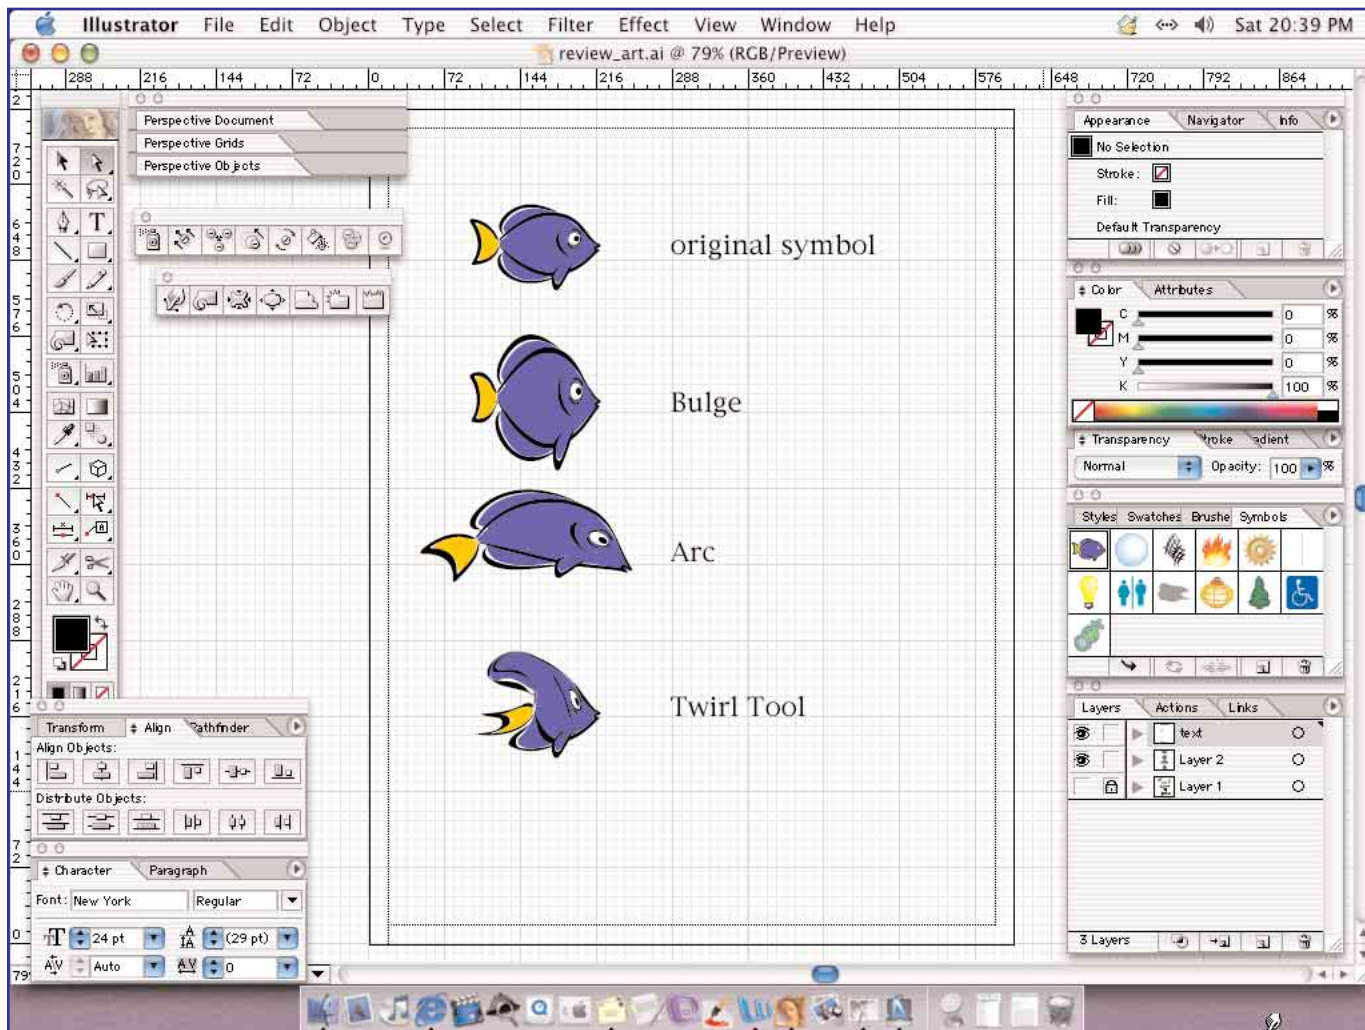 Illustrator File Edit Object Type Select Filter Effect View Window Help Sat 20:39 PM
review_art.ai @ 79% (RGB/Preview)
288 216 144 72 0 72 144 216 288 360 432 504 576 648 720 792 864
Perspective Document
Perspective Grids
Perspective Objects
original symbol
Bulge
Arc
Twirl Tool
Transform Align Pathfinder
Align Objects:
Distribute Objects:
Character Paragraph
Font: New York Regular
24 pt (29 pt)
Auto 0
79
Appearance Navigator Info
No Selection
Stroke:
Fill:
Default Transparency
Color Attributes
C 0 %
M 0 %
Y 0 %
K 100 %
Transparency troke adient
Normal Opacity: 100 %
Styles Swatches Brushe Symbols
Layers Actions Links
text
Layer 2
Layer 1
3 Layers